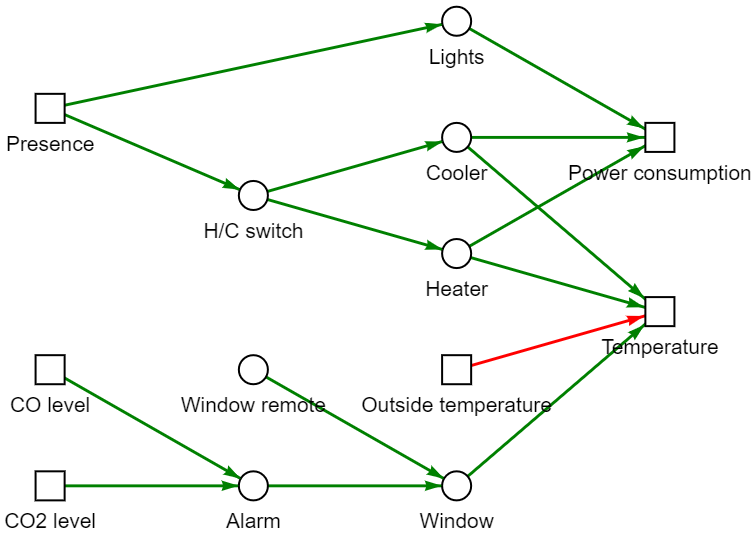 Lights
Presence
Cooler
Power consumption
H/C switch
Heater
Temperature
CO level
Window remote
Outside temperature
CO2 level
Alarm
Window